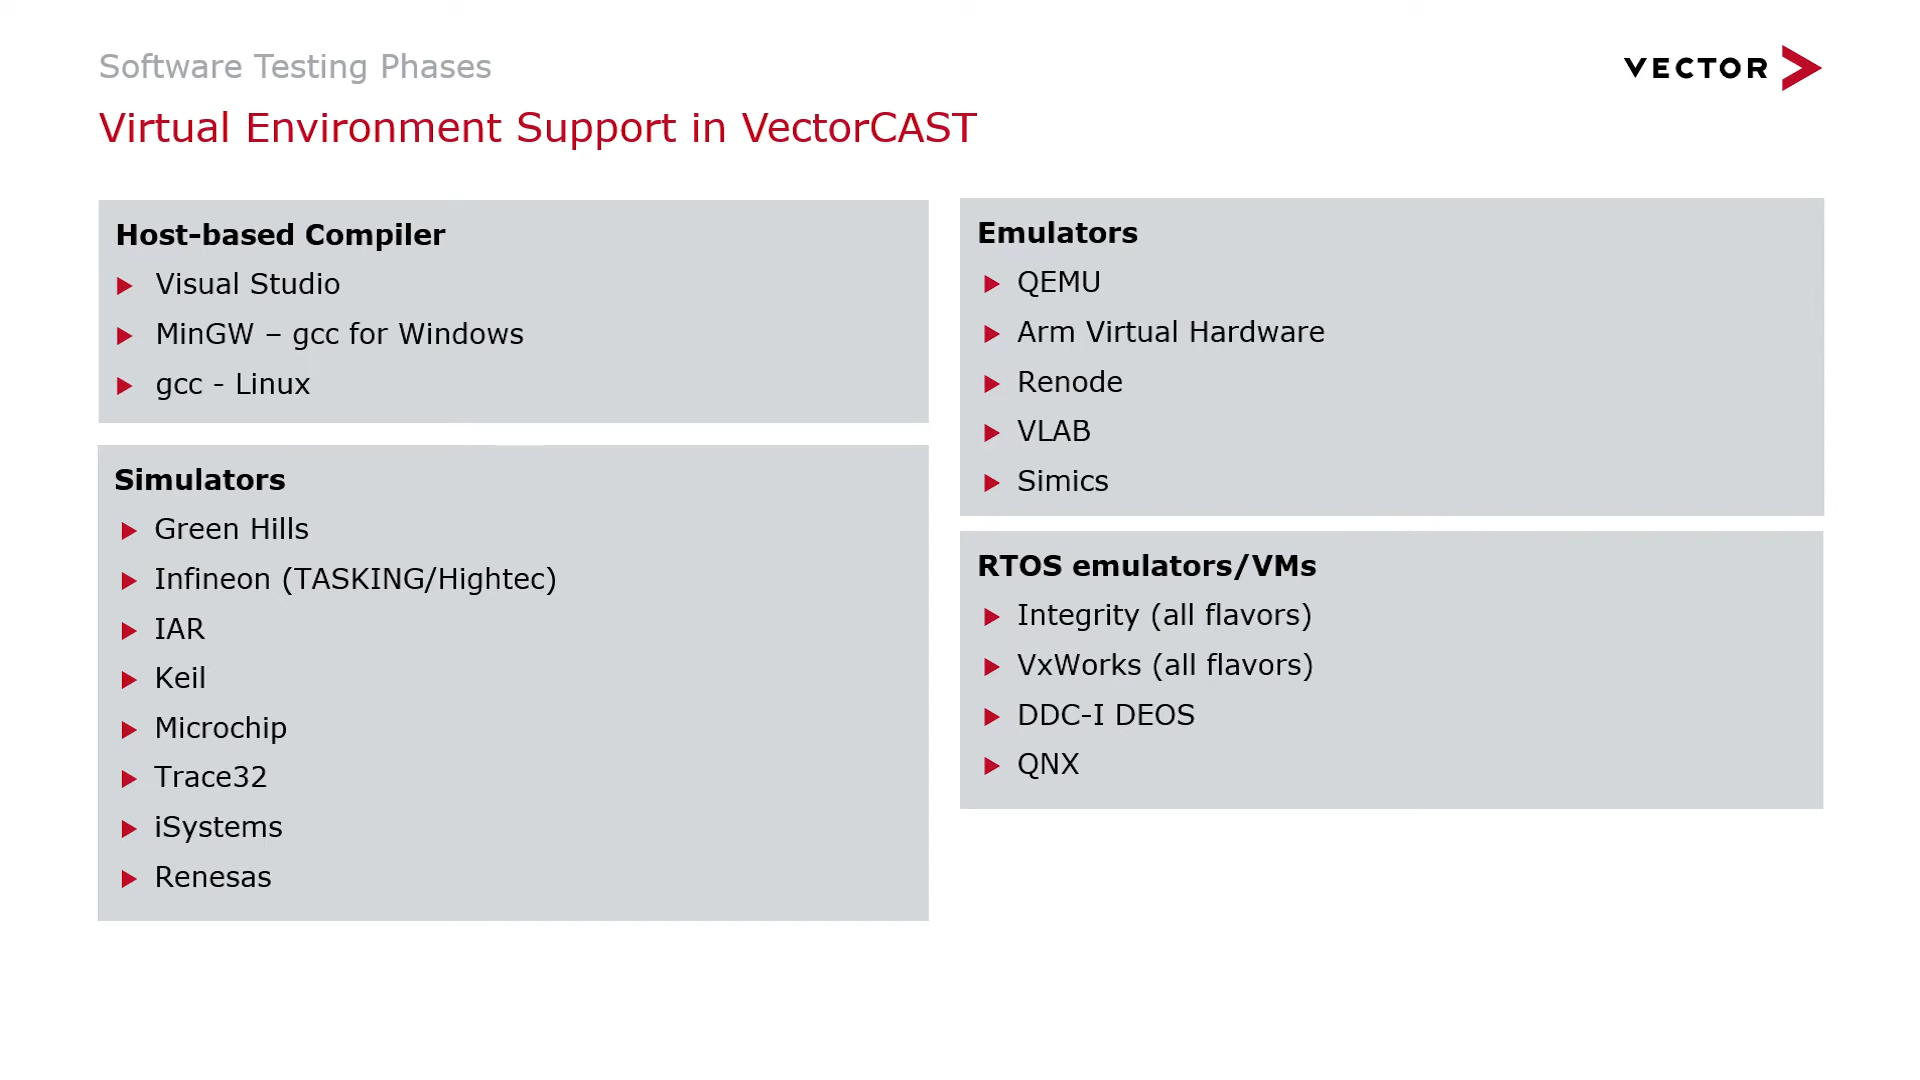 Software Testing Phases
VECTOR
Virtual Environment Support in VectorCAST
Host-based Compiler
Visual Studio
MinGW – gcc for Windows
gcc - Linux
Simulators
Green Hills
Infineon (TASKING/Hightec)
IAR
Keil
Microchip
Trace32
iSystems
Renesas
Emulators
QEMU
Arm Virtual Hardware
Renode
VLAB
Simics
RTOS emulators/VMs
Integrity (all flavors)
VxWorks (all flavors)
DDC-I DEOS
QNX